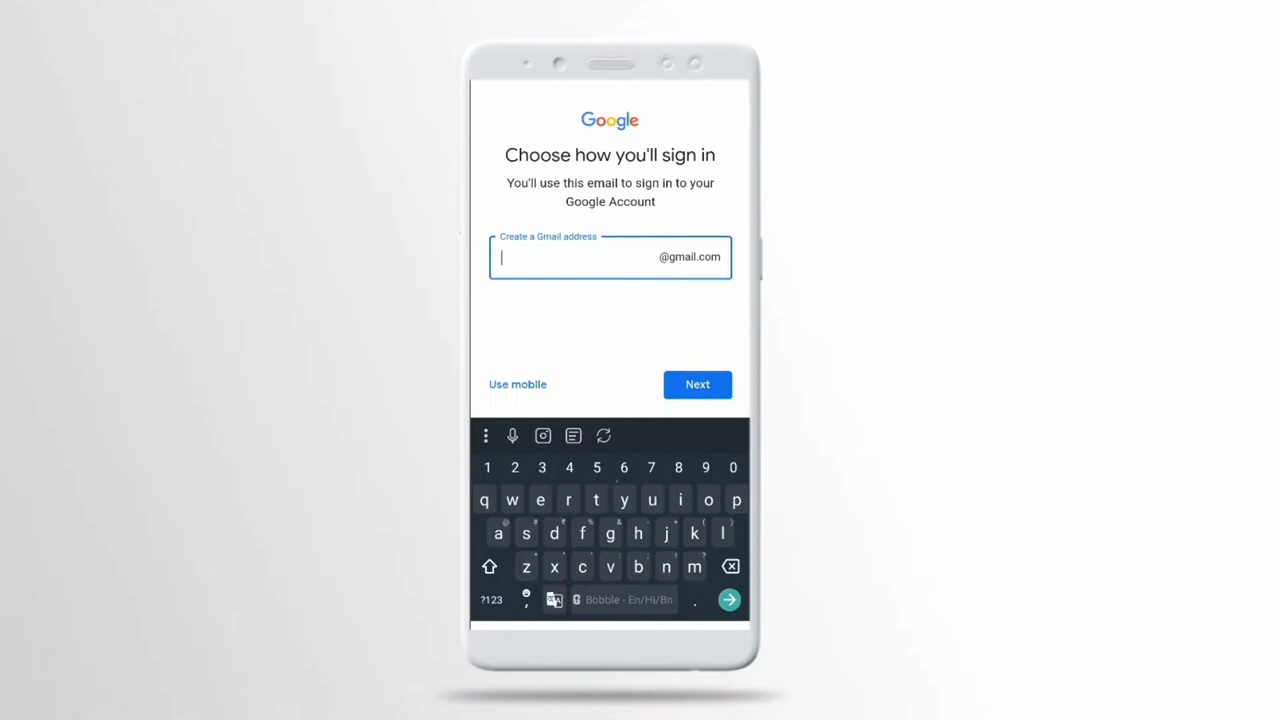 Google
Choose how you'll sign in
You'll use this email to sign in to your
Google Account
Create a Gmail address
@gmail.com
Use mobile
Next
1 2 3 4 5 6 7 8 9 0
q w e r t y u i o p
@ # ₹ % & - + ( )
a s d f g h j k l
z x c v b n m
?123 , Bobble - En/Hi/Bn .